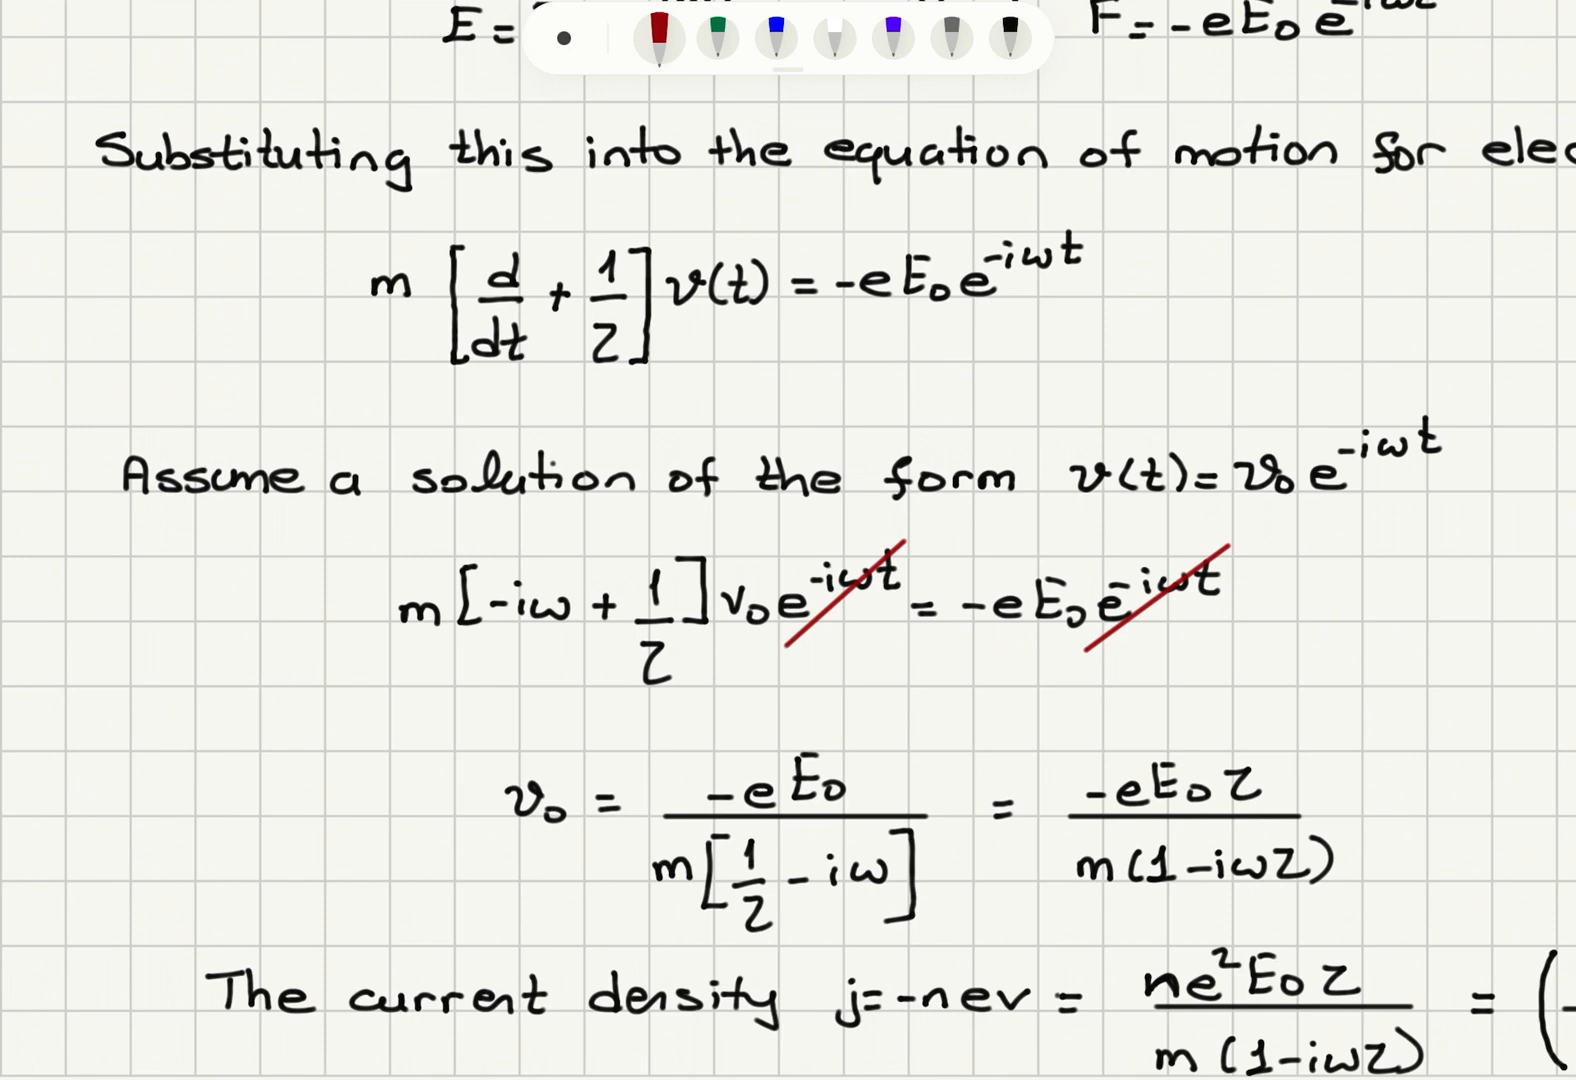 E = F = -eE₀e^-iωt
Substituting this into the equation of motion for elec
m [d/dt + 1/τ] v(t) = -eE₀e^-iωt
Assume a solution of the form v(t) = v₀e^-iωt
m[-iω + 1/τ]v₀e^-iωt = -eE₀e^-iωt
v₀ = -eE₀/m[1/τ - iω] = -eE₀τ/m(1-iωτ)
The current density j = -nev = ne²E₀τ/m(1-iωτ) = (